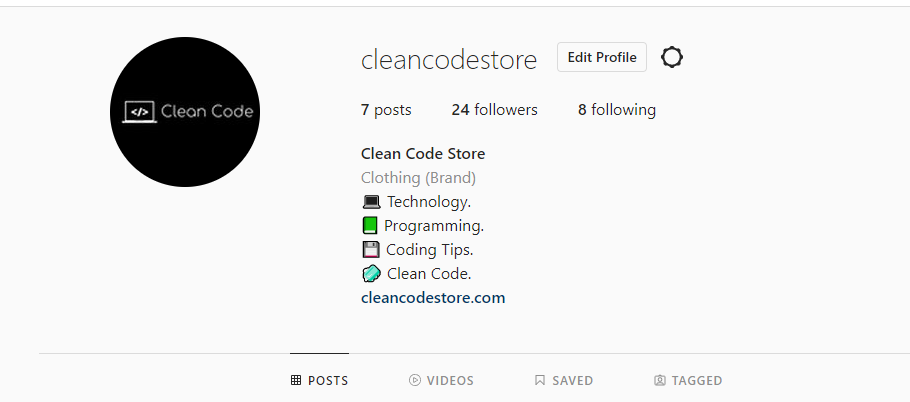 cleancodestore Edit Profile
</> Clean Code
7 posts 24 followers 8 following
Clean Code Store
Clothing (Brand)
💻 Technology.
📗 Programming.
💾 Coding Tips.
🧼 Clean Code.
cleancodestore.com
POSTS VIDEOS SAVED TAGGED